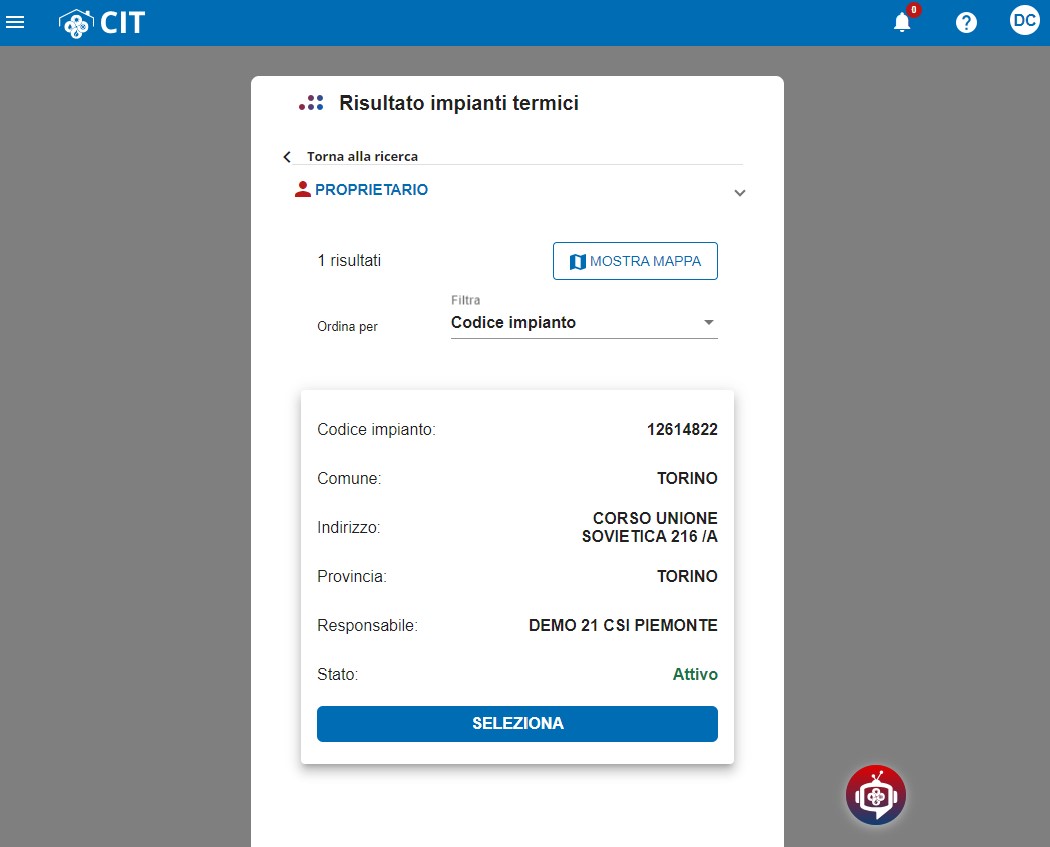 CIT
0
?
DC
Risultato impianti termici
Torna alla ricerca
PROPRIETARIO
1 risultati
MOSTRA MAPPA
Filtra
Ordina per
Codice impianto
Codice impianto:
12614822
Comune:
TORINO
Indirizzo:
CORSO UNIONE
SOVIETICA 216 /A
Provincia:
TORINO
Responsabile:
DEMO 21 CSI PIEMONTE
Stato:
Attivo
SELEZIONA